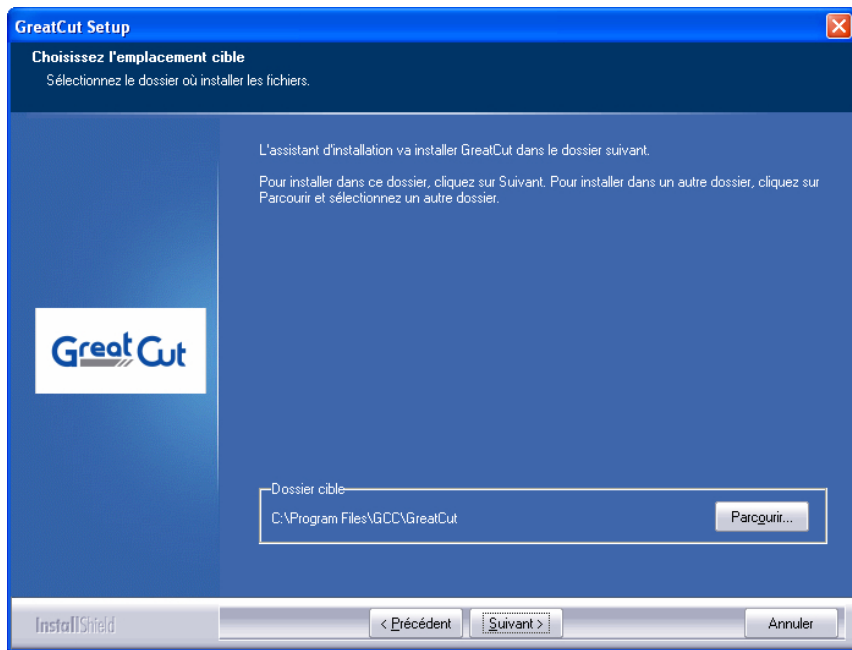 GreatCut Setup
Choisissez l'emplacement cible
Sélectionnez le dossier où installer les fichiers.
L'assistant d'installation va installer GreatCut dans le dossier suivant.
Pour installer dans ce dossier, cliquez sur Suivant. Pour installer dans un autre dossier, cliquez sur
Parcourir et sélectionnez un autre dossier.
Great Cut
Dossier cible
C:\Program Files\GCC\GreatCut
Parcourir...
InstallShield
< Précédent
Suivant >
Annuler